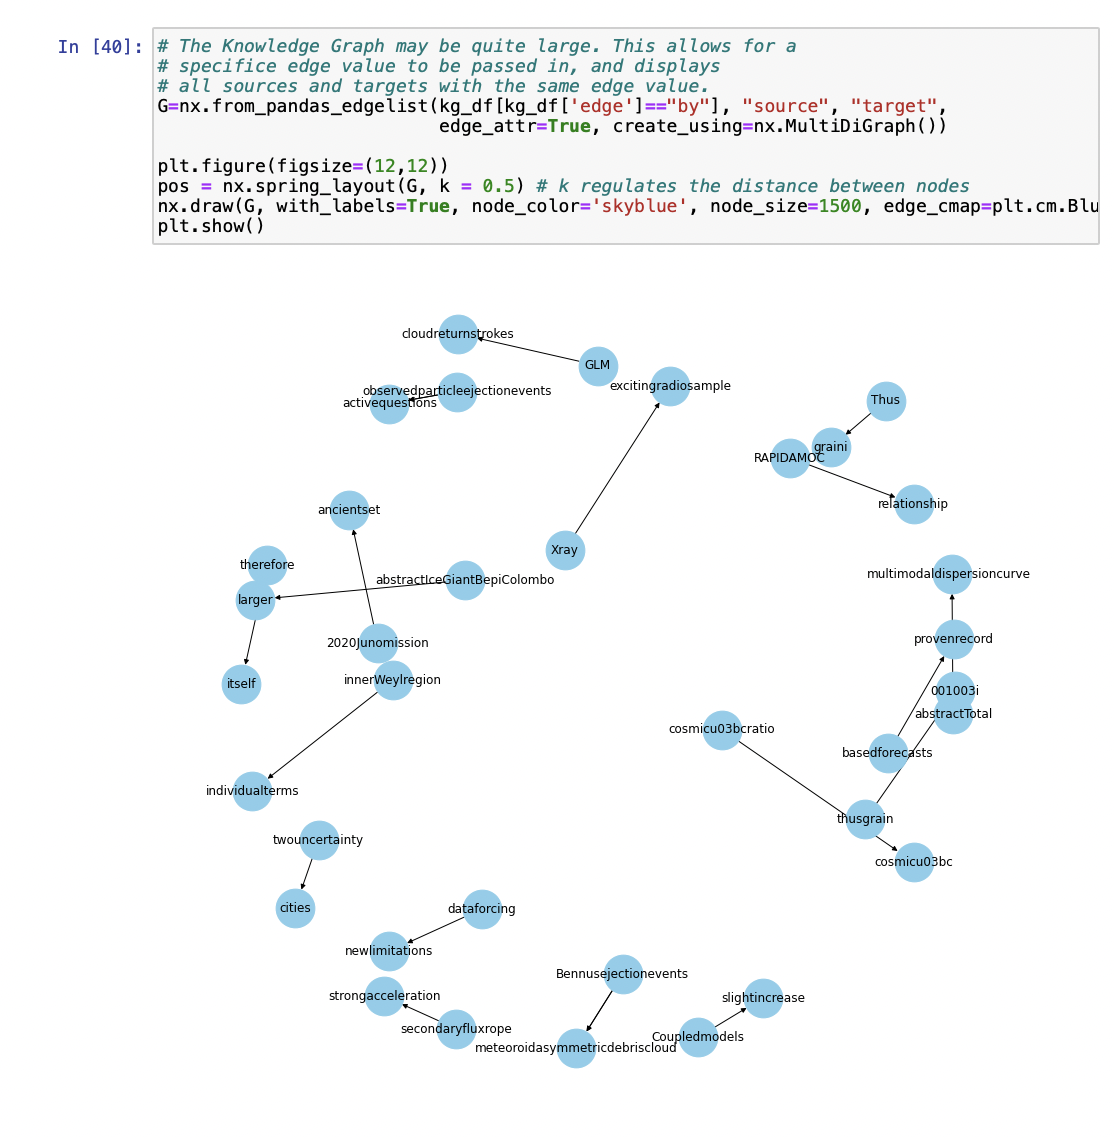 In [40]:
# The Knowledge Graph may be quite large. This allows for a
# specifice edge value to be passed in, and displays
# all sources and targets with the same edge value.
G=nx.from_pandas_edgelist(kg_df[kg_df['edge']=="by"], "source", "target",
edge_attr=True, create_using=nx.MultiDiGraph())
plt.figure(figsize=(12,12))
pos = nx.spring_layout(G, k = 0.5) # k regulates the distance between nodes
nx.draw(G, with_labels=True, node_color='skyblue', node_size=1500, edge_cmap=plt.cm.Blu
plt.show()
cloudreturnstrokes
GLM
excitingradiosample
observedparticleejectionevents
activequestions
Thus
graini
RAPIDAMOC
relationship
ancientset
Xray
therefore
abstractIceGiantBepiColombo
larger
multimodaldispersioncurve
2020Junomission
provenrecord
innerWeylregion
itself
001003i
abstractTotal
cosmicu03bcratio
basedforecasts
individualterms
thusgrain
twouncertainty
cosmicu03bc
cities
dataforcing
newlimitations
Bennusejectionevents
strongacceleration
slightincrease
secondaryfluxrope
Coupledmodels
meteoroidasymmetricdebriscloud